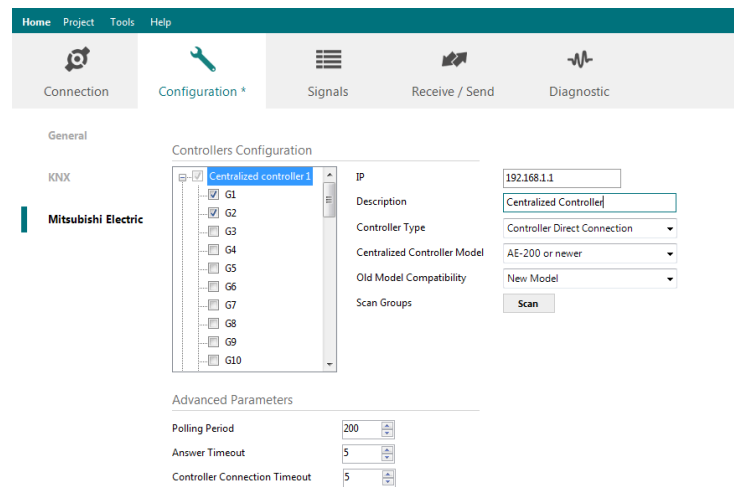 Home Project Tools Help
Connection Configuration * Signals Receive / Send Diagnostic
General
KNX
Mitsubishi Electric
Controllers Configuration
Centralized controller 1
G1
G2
G3
G4
G5
G6
G7
G8
G9
G10
IP 192.168.1.1
Description Centralized Controller
Controller Type Controller Direct Connection
Centralized Controller Model AE-200 or newer
Old Model Compatibility New Model
Scan Groups Scan
Advanced Parameters
Polling Period 200
Answer Timeout 5
Controller Connection Timeout 5